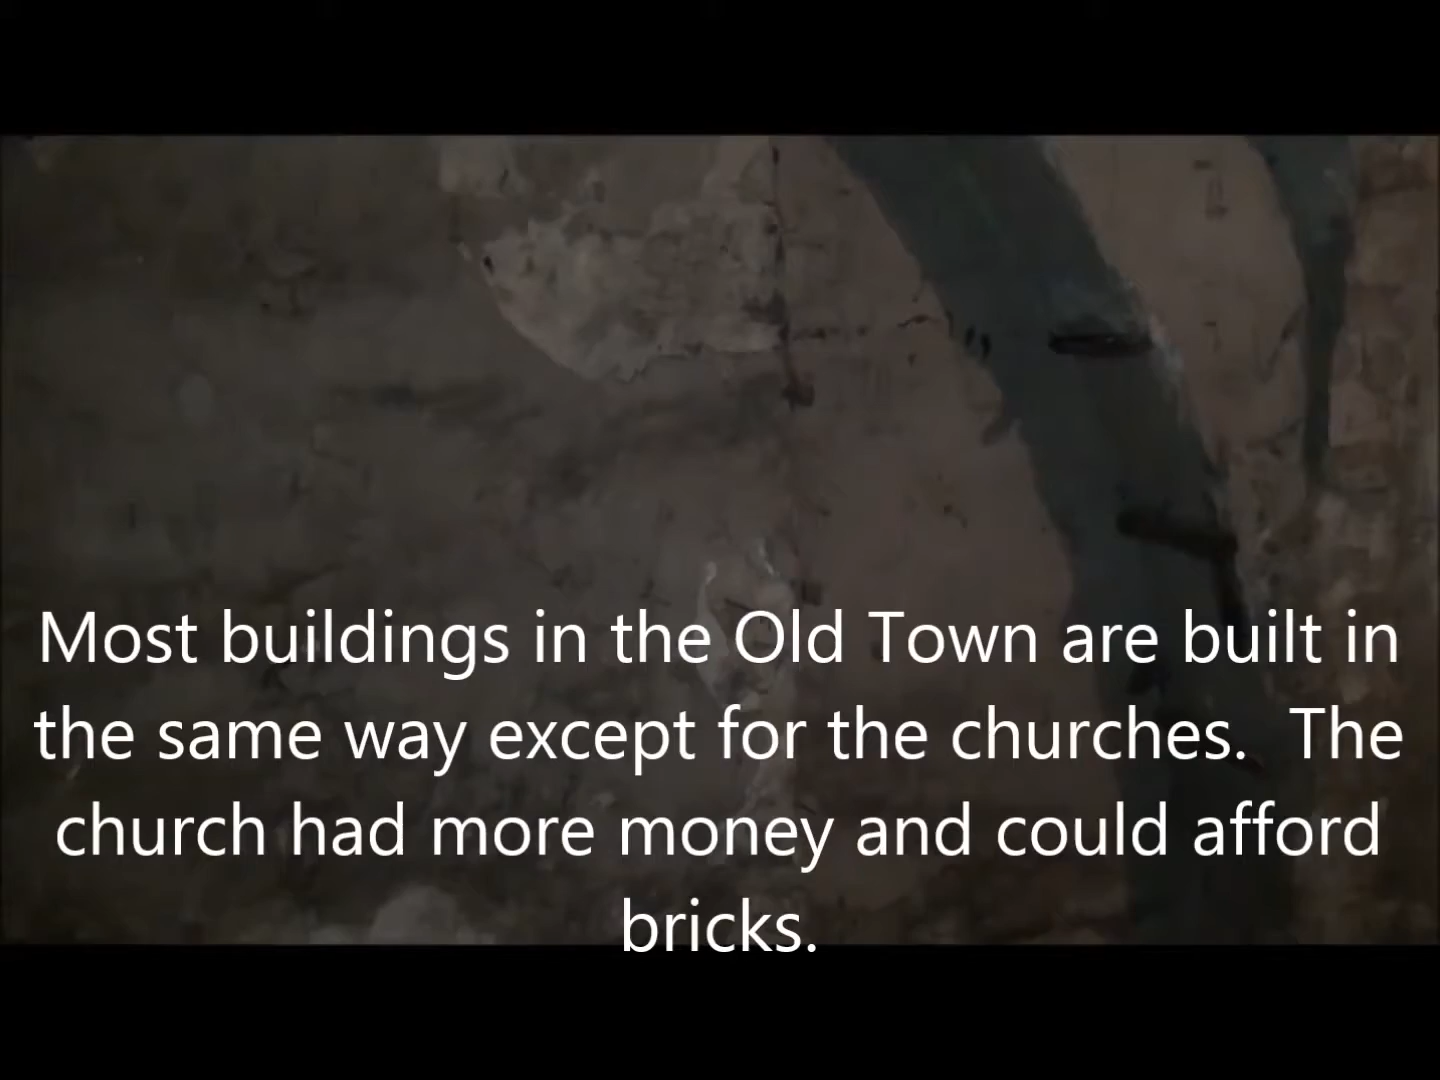 Most buildings in the Old Town are built in
the same way except for the churches.  The
church had more money and could afford
bricks.